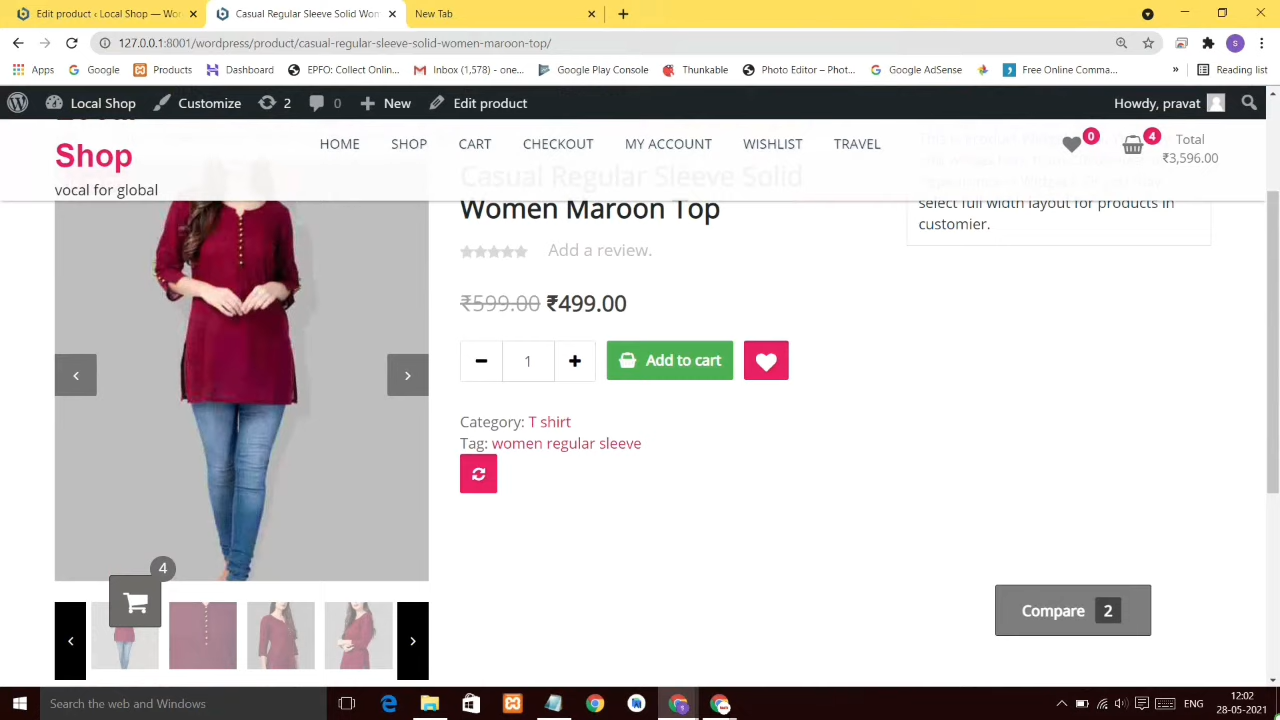 Edit product ‹ Local Shop — Wo
Casual Regular Sleeve Solid Wom
New Tab
127.0.0.1:8001/wordpress/product/casual-regular-sleeve-solid-women-maroon-top/
S
Apps
Google
Products
Dashboard
EPFO: Collect Onlin...
Inbox (1,578) - one...
Google Play Console
Thunkable
Photo Editor – Phot...
Google AdSense
Free Online Comma...
»
Reading list
Local Shop
Customize
2
0
New
Edit product
Howdy, pravat
Shop
vocal for global
HOME
SHOP
CART
CHECKOUT
MY ACCOUNT
WISHLIST
TRAVEL
0
4
Total
₹3,596.00
Casual Regular Sleeve Solid
Women Maroon Top
select full width layout for products in
customier.
Add a review.
₹599.00 ₹499.00
1
Add to cart
Category: T shirt
Tag: women regular sleeve
4
Compare 2
Search the web and Windows
ENG
12:02
28-05-2021